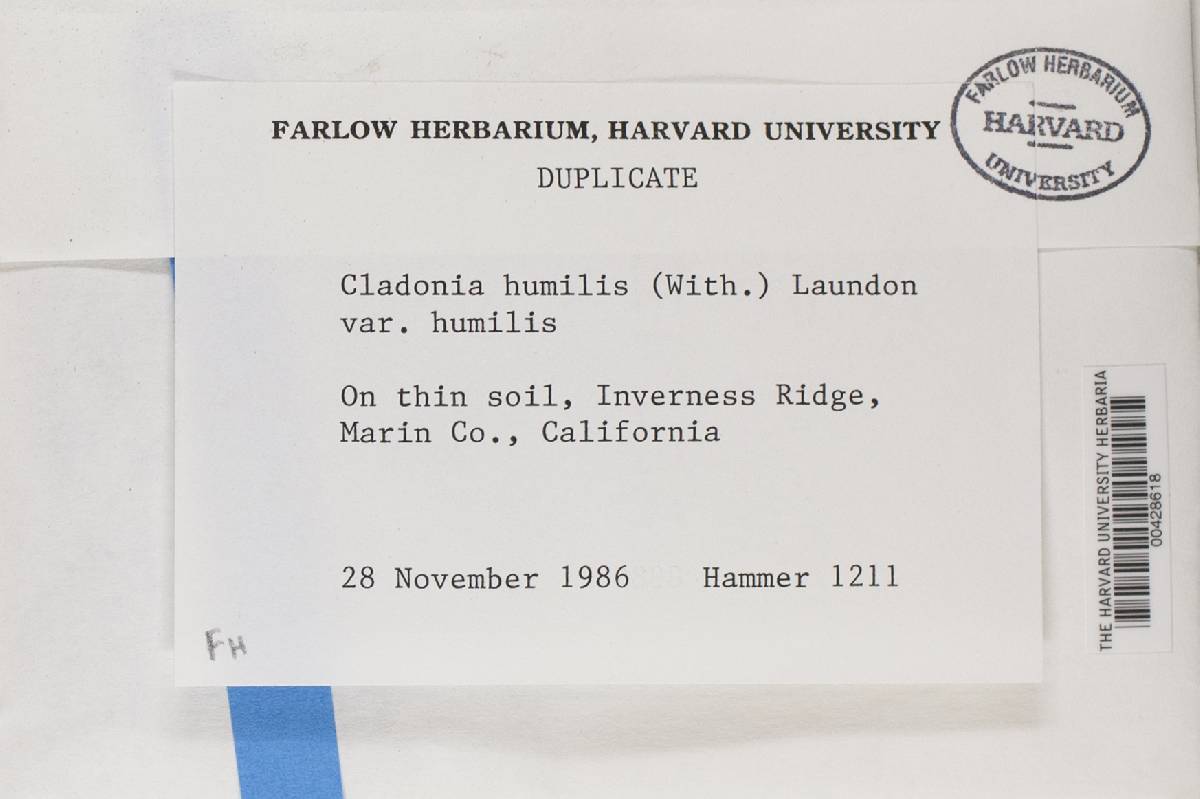 FARLOW HERBARIUM, HARVARD UNIVERSITY
DUPLICATE
FARLOW HERBARIUM
HARVARD
UNIVERSITY
Cladonia humilis (With.) Laundon
var. humilis
On thin soil, Inverness Ridge,
Marin Co., California
28 November 1986 Hammer 1211
FH
THE HARVARD UNIVERSITY HERBARIA
00428618